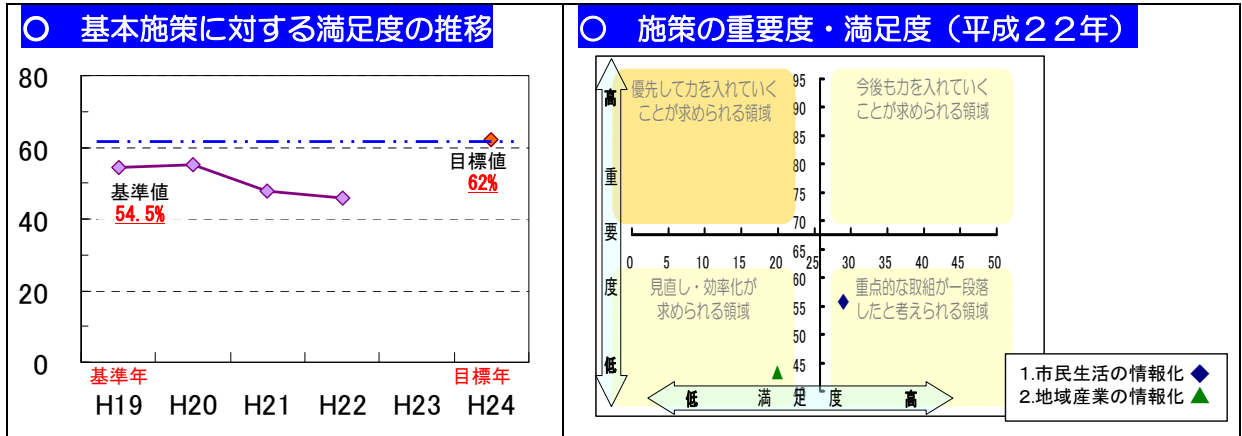 ○ 基本施策に対する満足度の推移
80
60
40
20
0
基準値
54.5%
目標値
62%
基準年
目標年
H19 H20 H21 H22 H23 H24
○ 施策の重要度・満足度（平成２２年）
高
重
要
度
低
優先して力を入れていく
ことが求められる領域
今後も力を入れていく
ことが求められる領域
95
90
85
80
75
70
65
60
55
50
45
0 5 10 15 20 25 30 35 40 45 50
見直し・効率化が
求められる領域
重点的な取組が一段落
したと考えられる領域
低 満 足 度 高
1.市民生活の情報化
2.地域産業の情報化